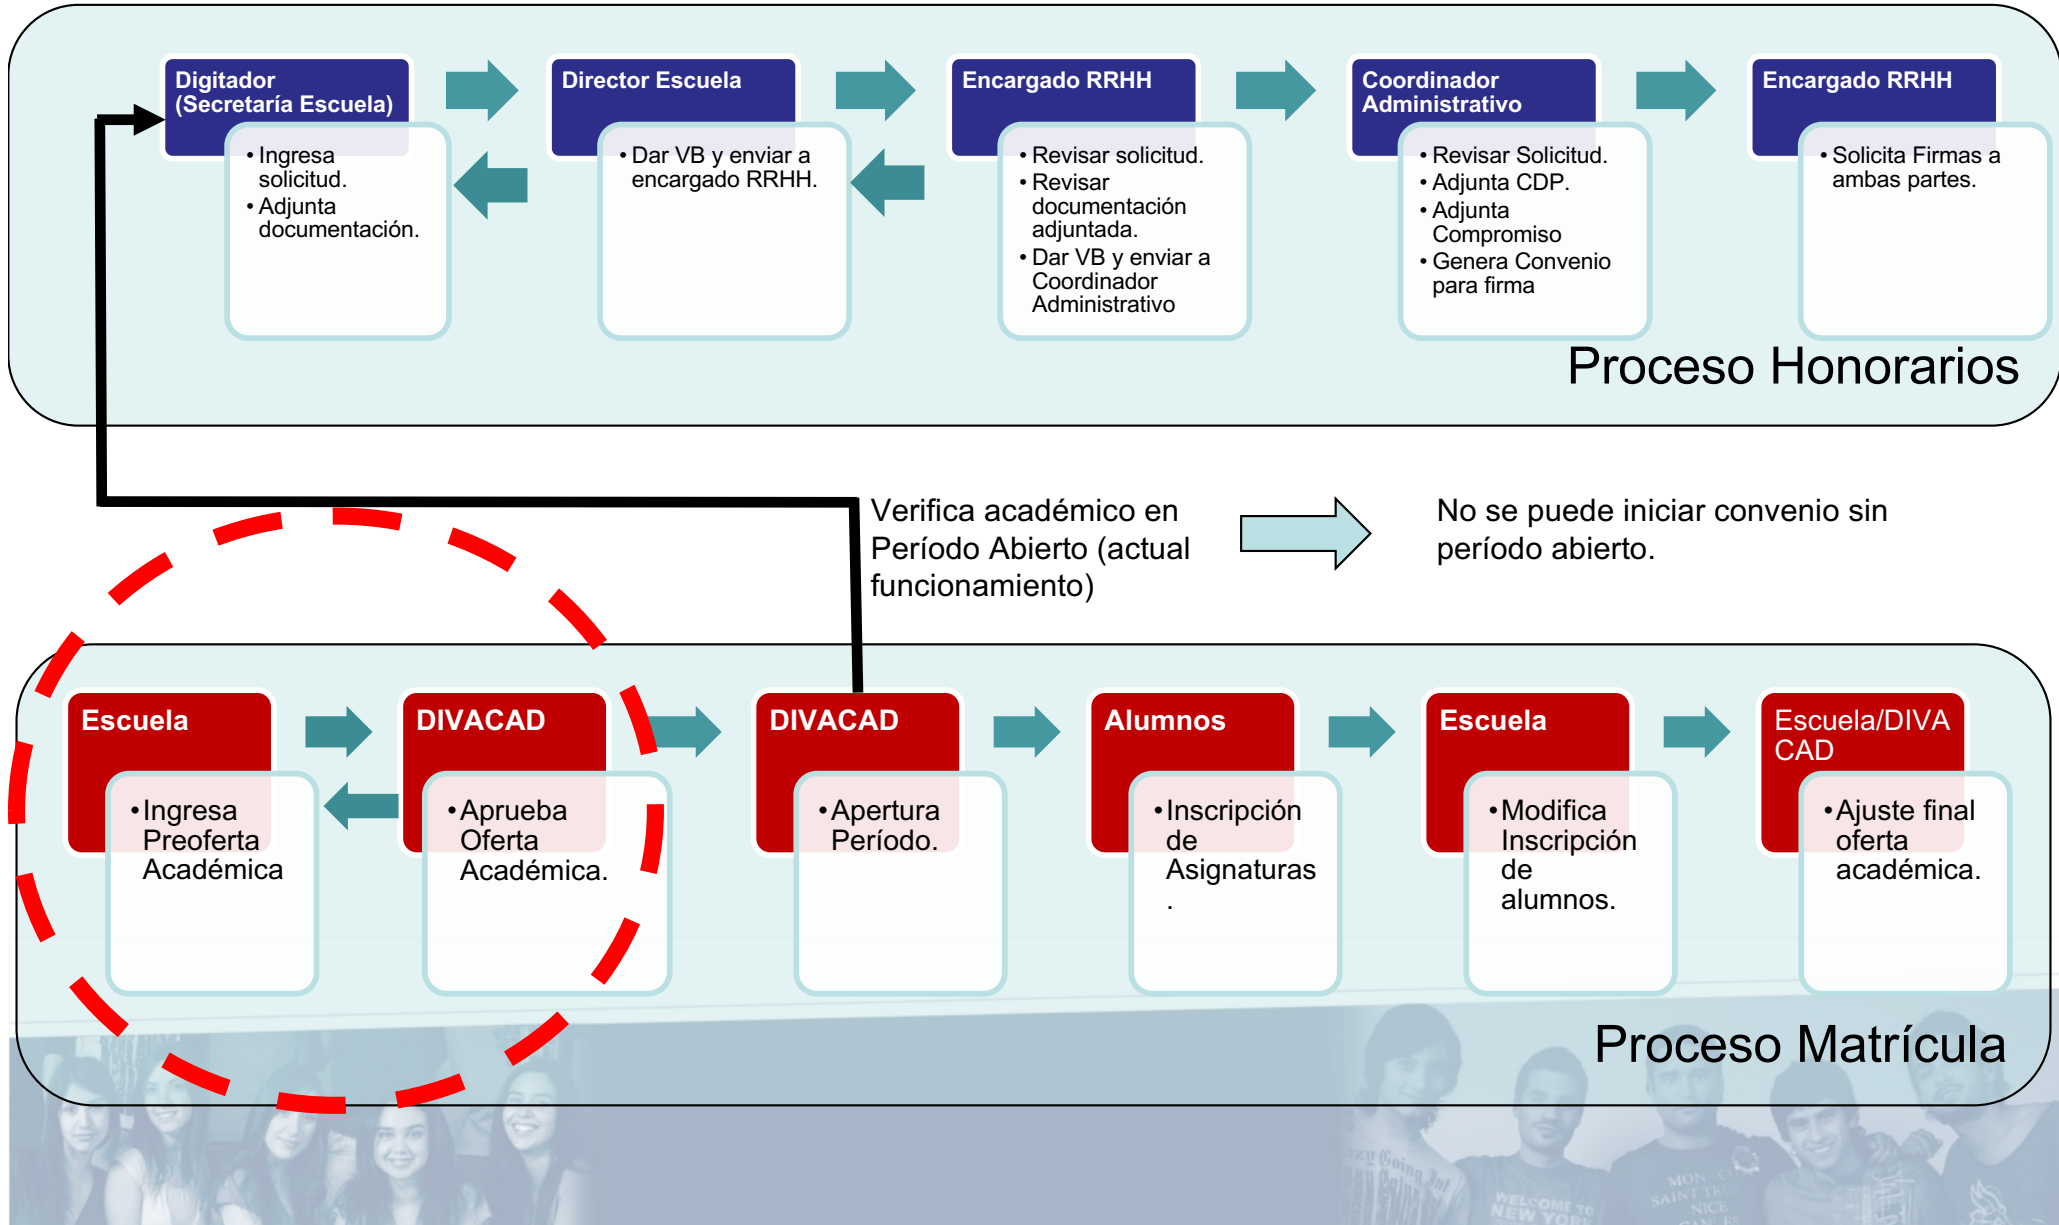 Digitador
(Secretaría Escuela)
• Ingresa
solicitud.
• Adjunta
documentación.
Director Escuela
• Dar VB y enviar a
encargado RRHH.
Encargado RRHH
• Revisar solicitud.
• Revisar
documentación
adjuntada.
• Dar VB y enviar a
Coordinador
Administrativo
Coordinador
Administrativo
• Revisar Solicitud.
• Adjunta CDP.
• Adjunta
Compromiso
• Genera Convenio
para firma
Encargado RRHH
• Solicita Firmas a
ambas partes.
Proceso Honorarios
Verifica académico en
Período Abierto (actual
funcionamiento)
No se puede iniciar convenio sin
período abierto.
Escuela
•Ingresa
Preoferta
Académica
DIVACAD
•Aprueba
Oferta
Académica.
DIVACAD
•Apertura
Período.
Alumnos
•Inscripción
de
Asignaturas
.
Escuela
•Modifica
Inscripción
de
alumnos.
Escuela/DIVA
CAD
•Ajuste final
oferta
académica.
Proceso Matrícula
WELCOME TO
NEW YORK